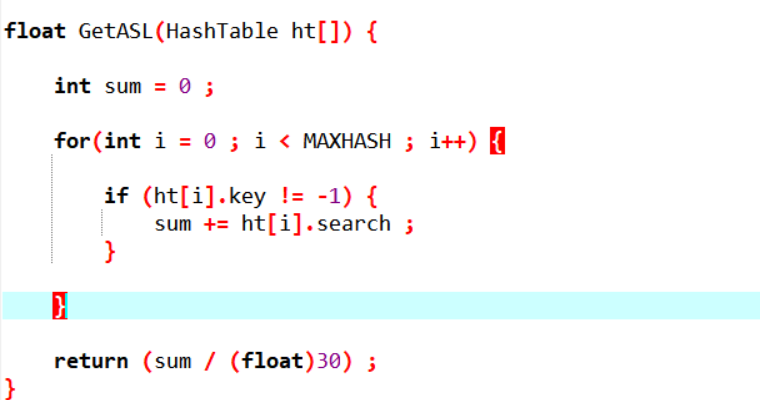 float GetASL(HashTable ht[]) {
int sum = 0 ;
for(int i = 0 ; i < MAXHASH ; i++) {
if (ht[i].key != -1) {
sum += ht[i].search ;
}
}
return (sum / (float)30) ;
}